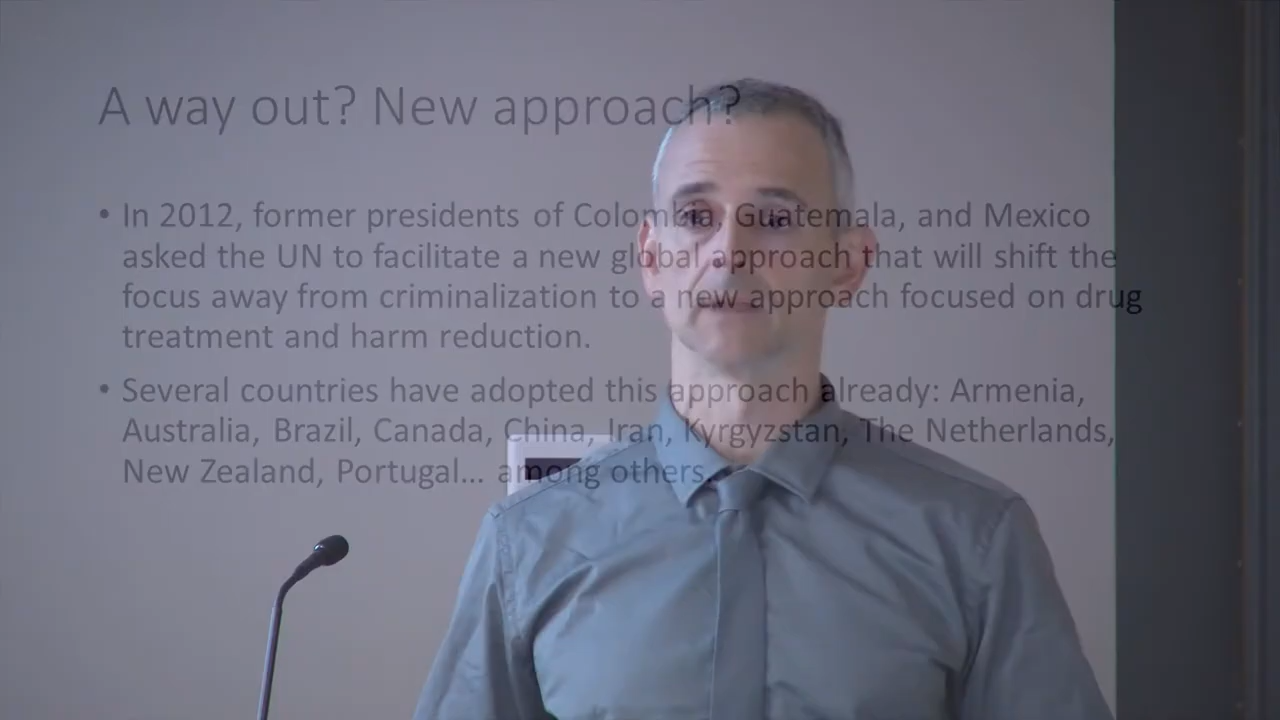 A way out? New approach?
• In 2012, former presidents of Colombia, Guatemala, and Mexico
asked the UN to facilitate a new global approach that will shift the
focus away from criminalization to a new approach focused on drug
treatment and harm reduction.
• Several countries have adopted this approach already: Armenia,
Australia, Brazil, Canada, China, Iran, Kyrgyzstan, The Netherlands,
New Zealand, Portugal... among others.